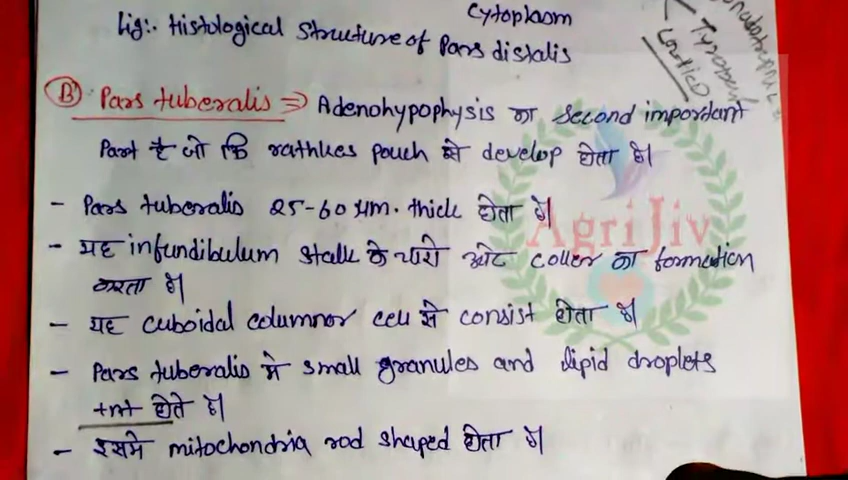 Cytoplasm
Fig:- Histological Structure of Pars distalis
Cortico
B Pars tuberalis ⇒ Adenohypophysis का second important
Part है जो कि rathkes pouch से develop होता है।
- Pars tuberalis 25-60 μm. thick होता है।
- यह infundibulum stalk के चारो ओर coller का formation
करता है।
- यह cuboidal columnor cell से consist होता है।
- Pars tuberalis मे small granules and lipid droplets
+nt होते है।
- इसमे mitochondria rod shaped होता है।
AgriJiv